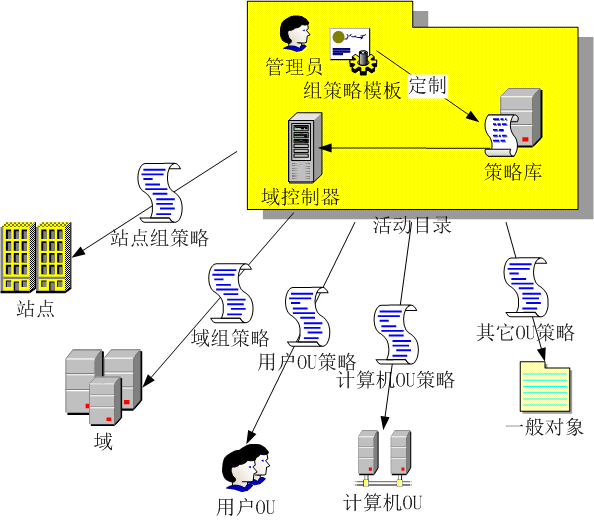 管理员
组策略模板
定制
策略库
域控制器
活动目录
站点组策略
站点
域组策略
用户OU策略
计算机OU策略
其它OU策略
域
用户OU
计算机OU
一般对象